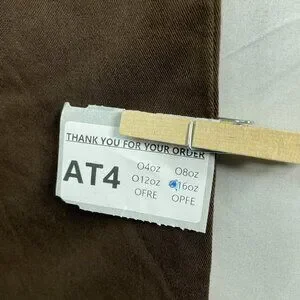 THANK YOU FOR YOUR ORDER
AT4
O4oz O8oz
O12oz O16oz
OFRE OPFE